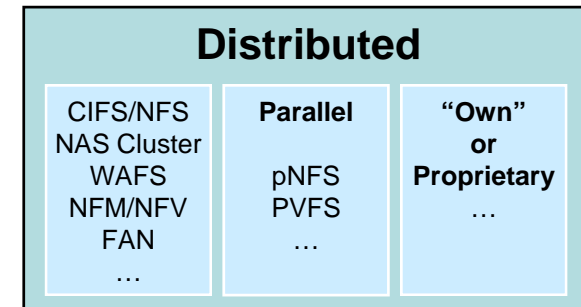 Distributed
CIFS/NFS
NAS Cluster
WAFS
NFM/NFV
FAN
…
Parallel
pNFS
PVFS
…
“Own”
or
Proprietary
…